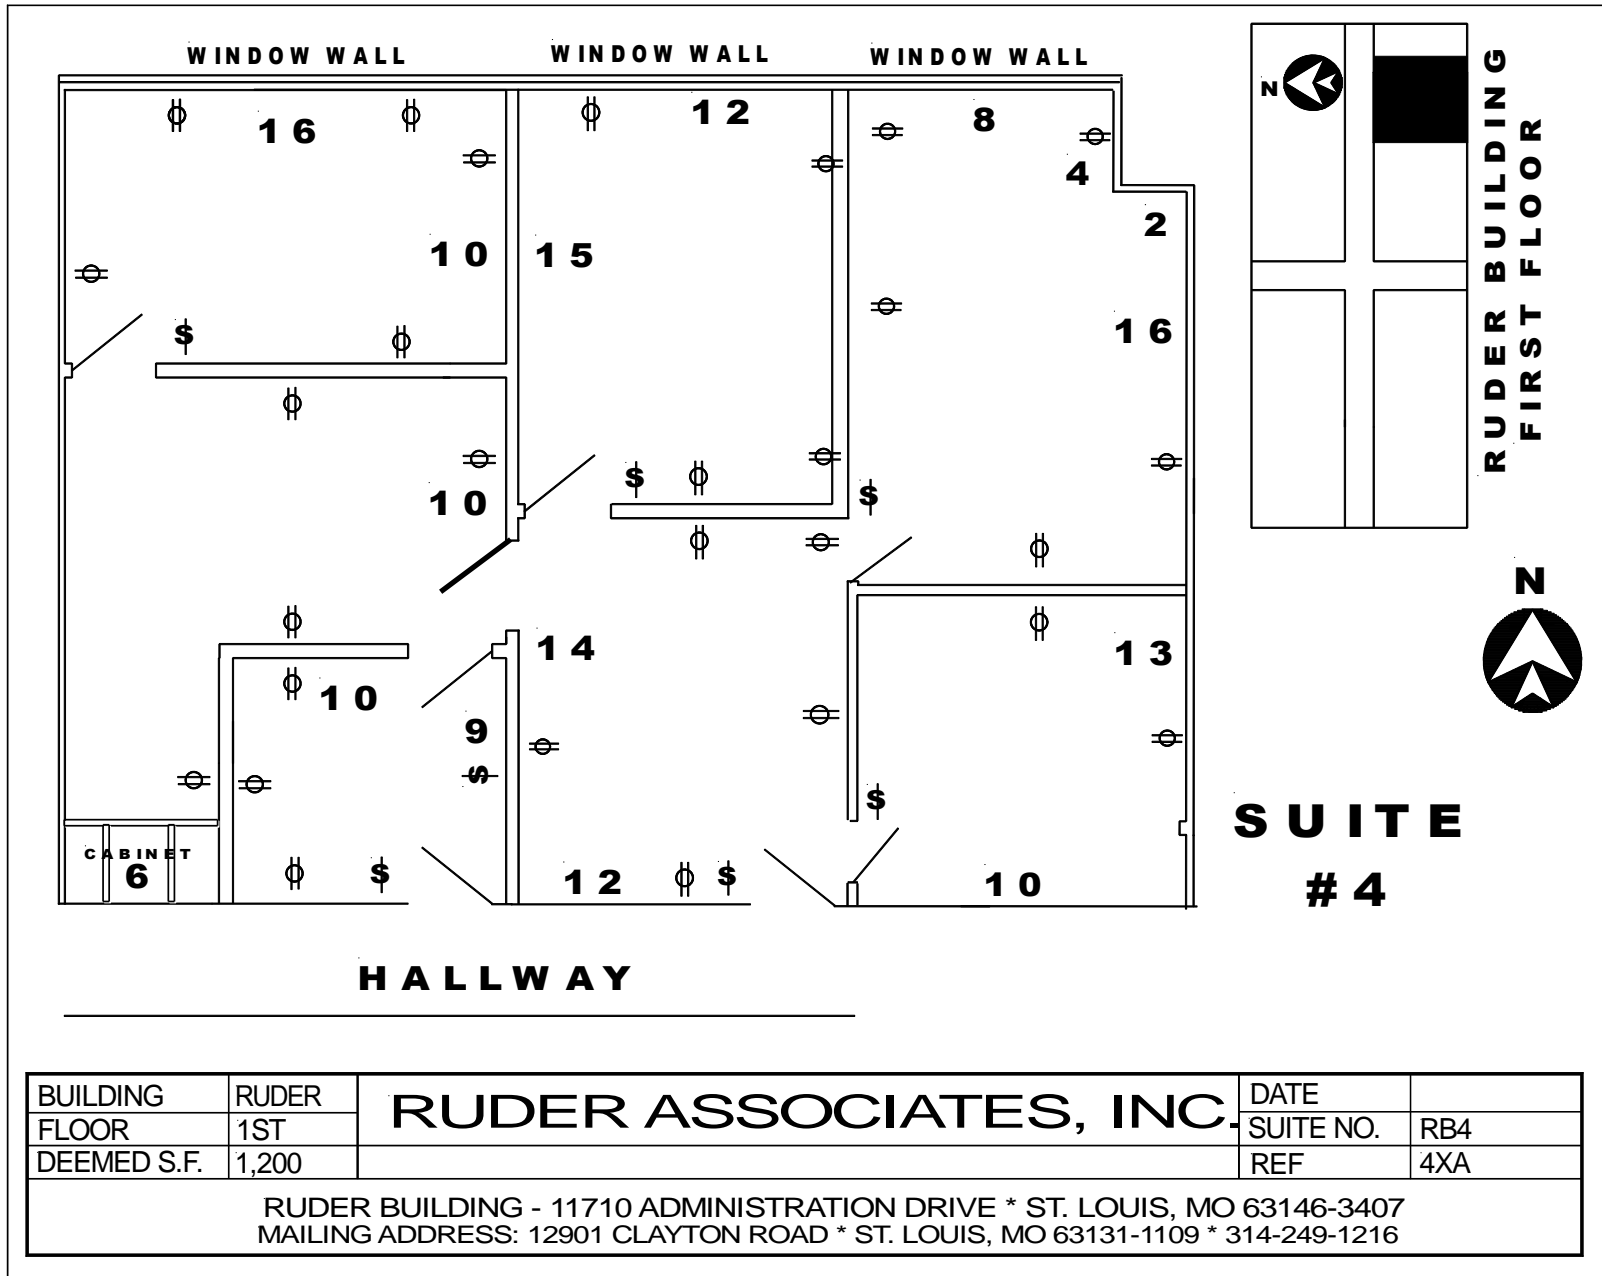 WINDOW WALL
WINDOW WALL
WINDOW WALL
16
12
8
4
2
N
RUDER BUILDING
FIRST FLOOR
10
15
16
$
10
$
$
N
14
13
10
9
$
$
SUITE
#4
CABINET
6
$
12
$
10
HALLWAY
BUILDING RUDER
FLOOR 1ST
DEEMED S.F. 1,200
RUDER ASSOCIATES, INC.
DATE
SUITE NO. RB4
REF 4XA
RUDER BUILDING - 11710 ADMINISTRATION DRIVE * ST. LOUIS, MO 63146-3407
MAILING ADDRESS: 12901 CLAYTON ROAD * ST. LOUIS, MO 63131-1109 * 314-249-1216